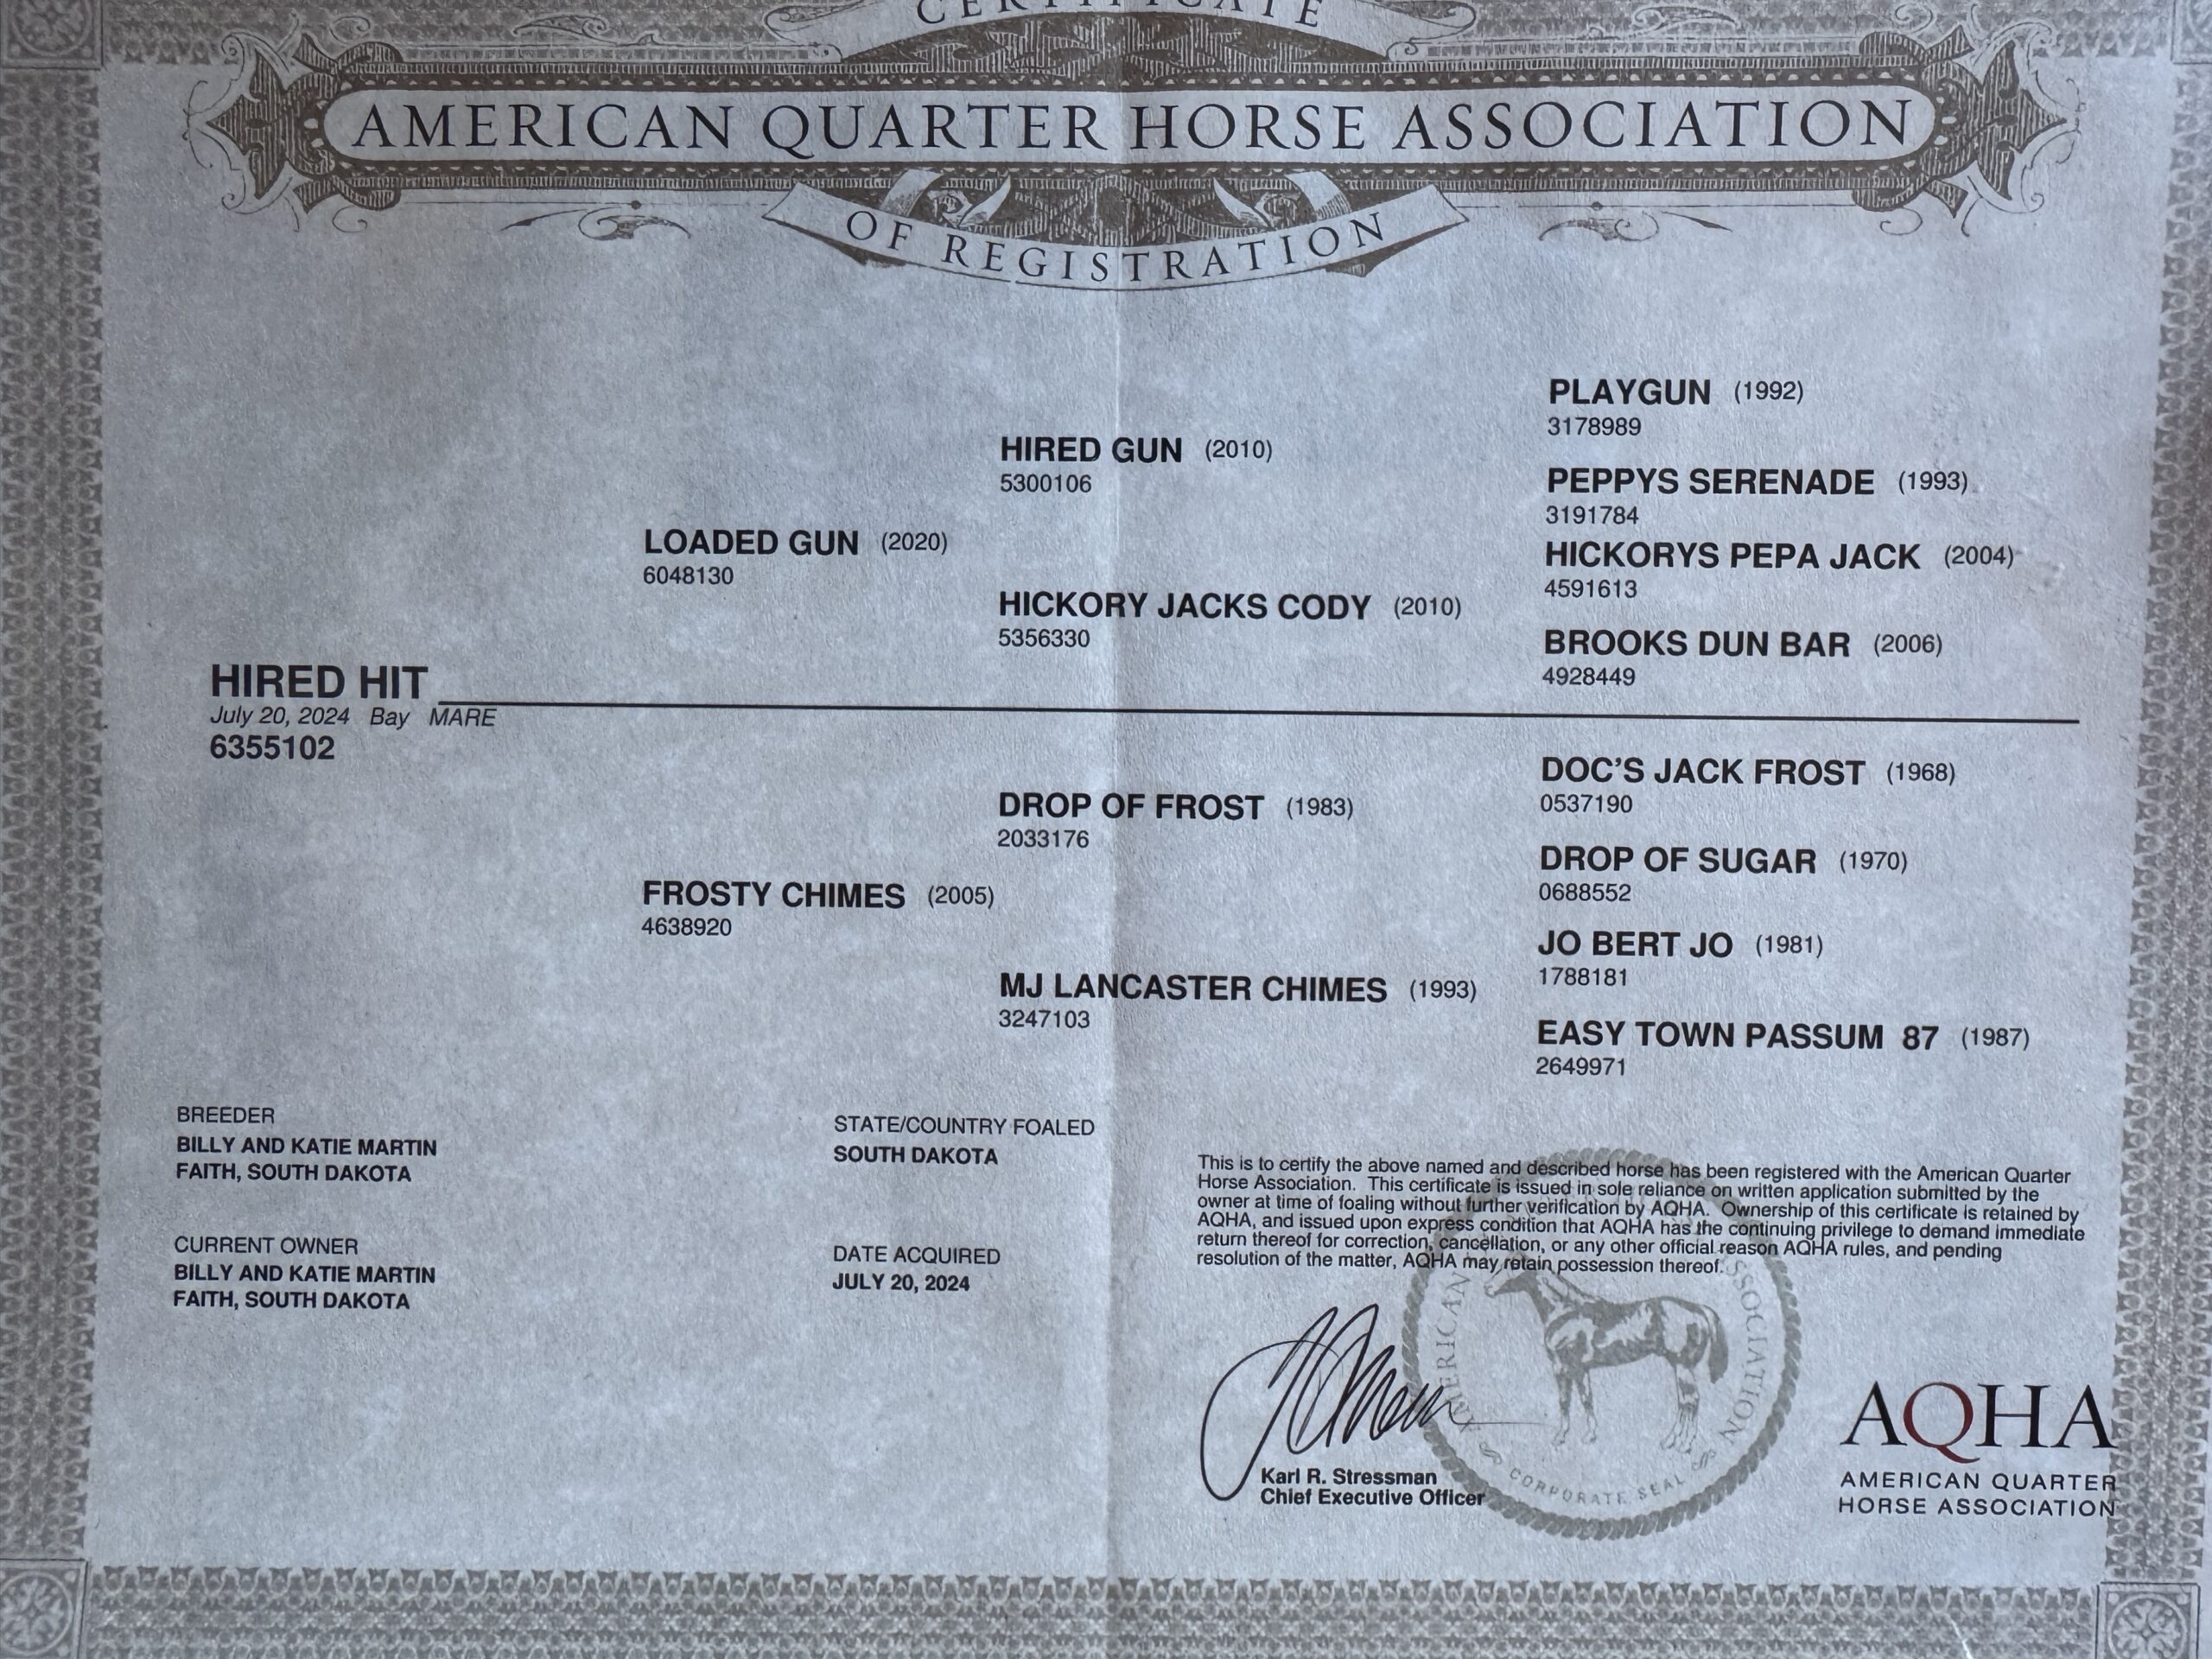 CERTIFICATE
AMERICAN QUARTER HORSE ASSOCIATION
OF REGISTRATION
PLAYGUN (1992)
3178989
HIRED GUN (2010)
5300106
PEPPYS SERENADE (1993)
3191784
LOADED GUN (2020)
6048130
HICKORYS PEPA JACK (2004)
4591613
HICKORY JACKS CODY (2010)
5356330
BROOKS DUN BAR (2006)
4928449
HIRED HIT
July 20, 2024 Bay MARE
6355102
DOC'S JACK FROST (1968)
0537190
DROP OF FROST (1983)
2033176
DROP OF SUGAR (1970)
0688552
FROSTY CHIMES (2005)
4638920
JO BERT JO (1981)
1788181
MJ LANCASTER CHIMES (1993)
3247103
EASY TOWN PASSUM 87 (1987)
2649971
BREEDER
BILLY AND KATIE MARTIN
FAITH, SOUTH DAKOTA
STATE/COUNTRY FOALED
SOUTH DAKOTA
CURRENT OWNER
BILLY AND KATIE MARTIN
FAITH, SOUTH DAKOTA
DATE ACQUIRED
JULY 20, 2024
This is to certify the above named and described horse has been registered with the American Quarter
Horse Association. This certificate is issued in sole reliance on written application submitted by the
owner at time of foaling without further verification by AQHA. Ownership of this certificate is retained by
AQHA, and issued upon express condition that AQHA has the continuing privilege to demand immediate
return thereof for correction, cancellation, or any other official reason AQHA rules, and pending
resolution of the matter, AQHA may retain possession thereof.
Karl R. Stressman
Chief Executive Officer
AMERICAN ASSOCIATION
CORPORATE SEAL
AQHA
AMERICAN QUARTER
HORSE ASSOCIATION